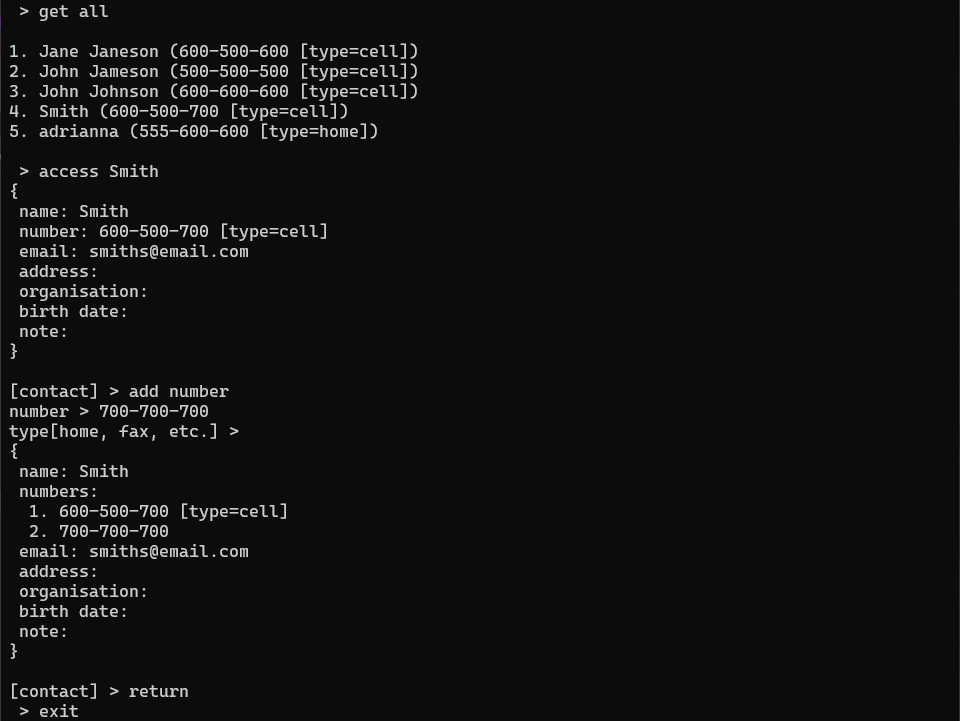 > get all
1. Jane Janeson (600-500-600 [type=cell])
2. John Jameson (500-500-500 [type=cell])
3. John Johnson (600-600-600 [type=cell])
4. Smith (600-500-700 [type=cell])
5. adrianna (555-600-600 [type=home])
> access Smith
{
name: Smith
number: 600-500-700 [type=cell]
email: smiths@email.com
address:
organisation:
birth date:
note:
}
[contact] > add number
number > 700-700-700
type[home, fax, etc.] >
{
name: Smith
numbers:
1. 600-500-700 [type=cell]
2. 700-700-700
email: smiths@email.com
address:
organisation:
birth date:
note:
}
[contact] > return
> exit